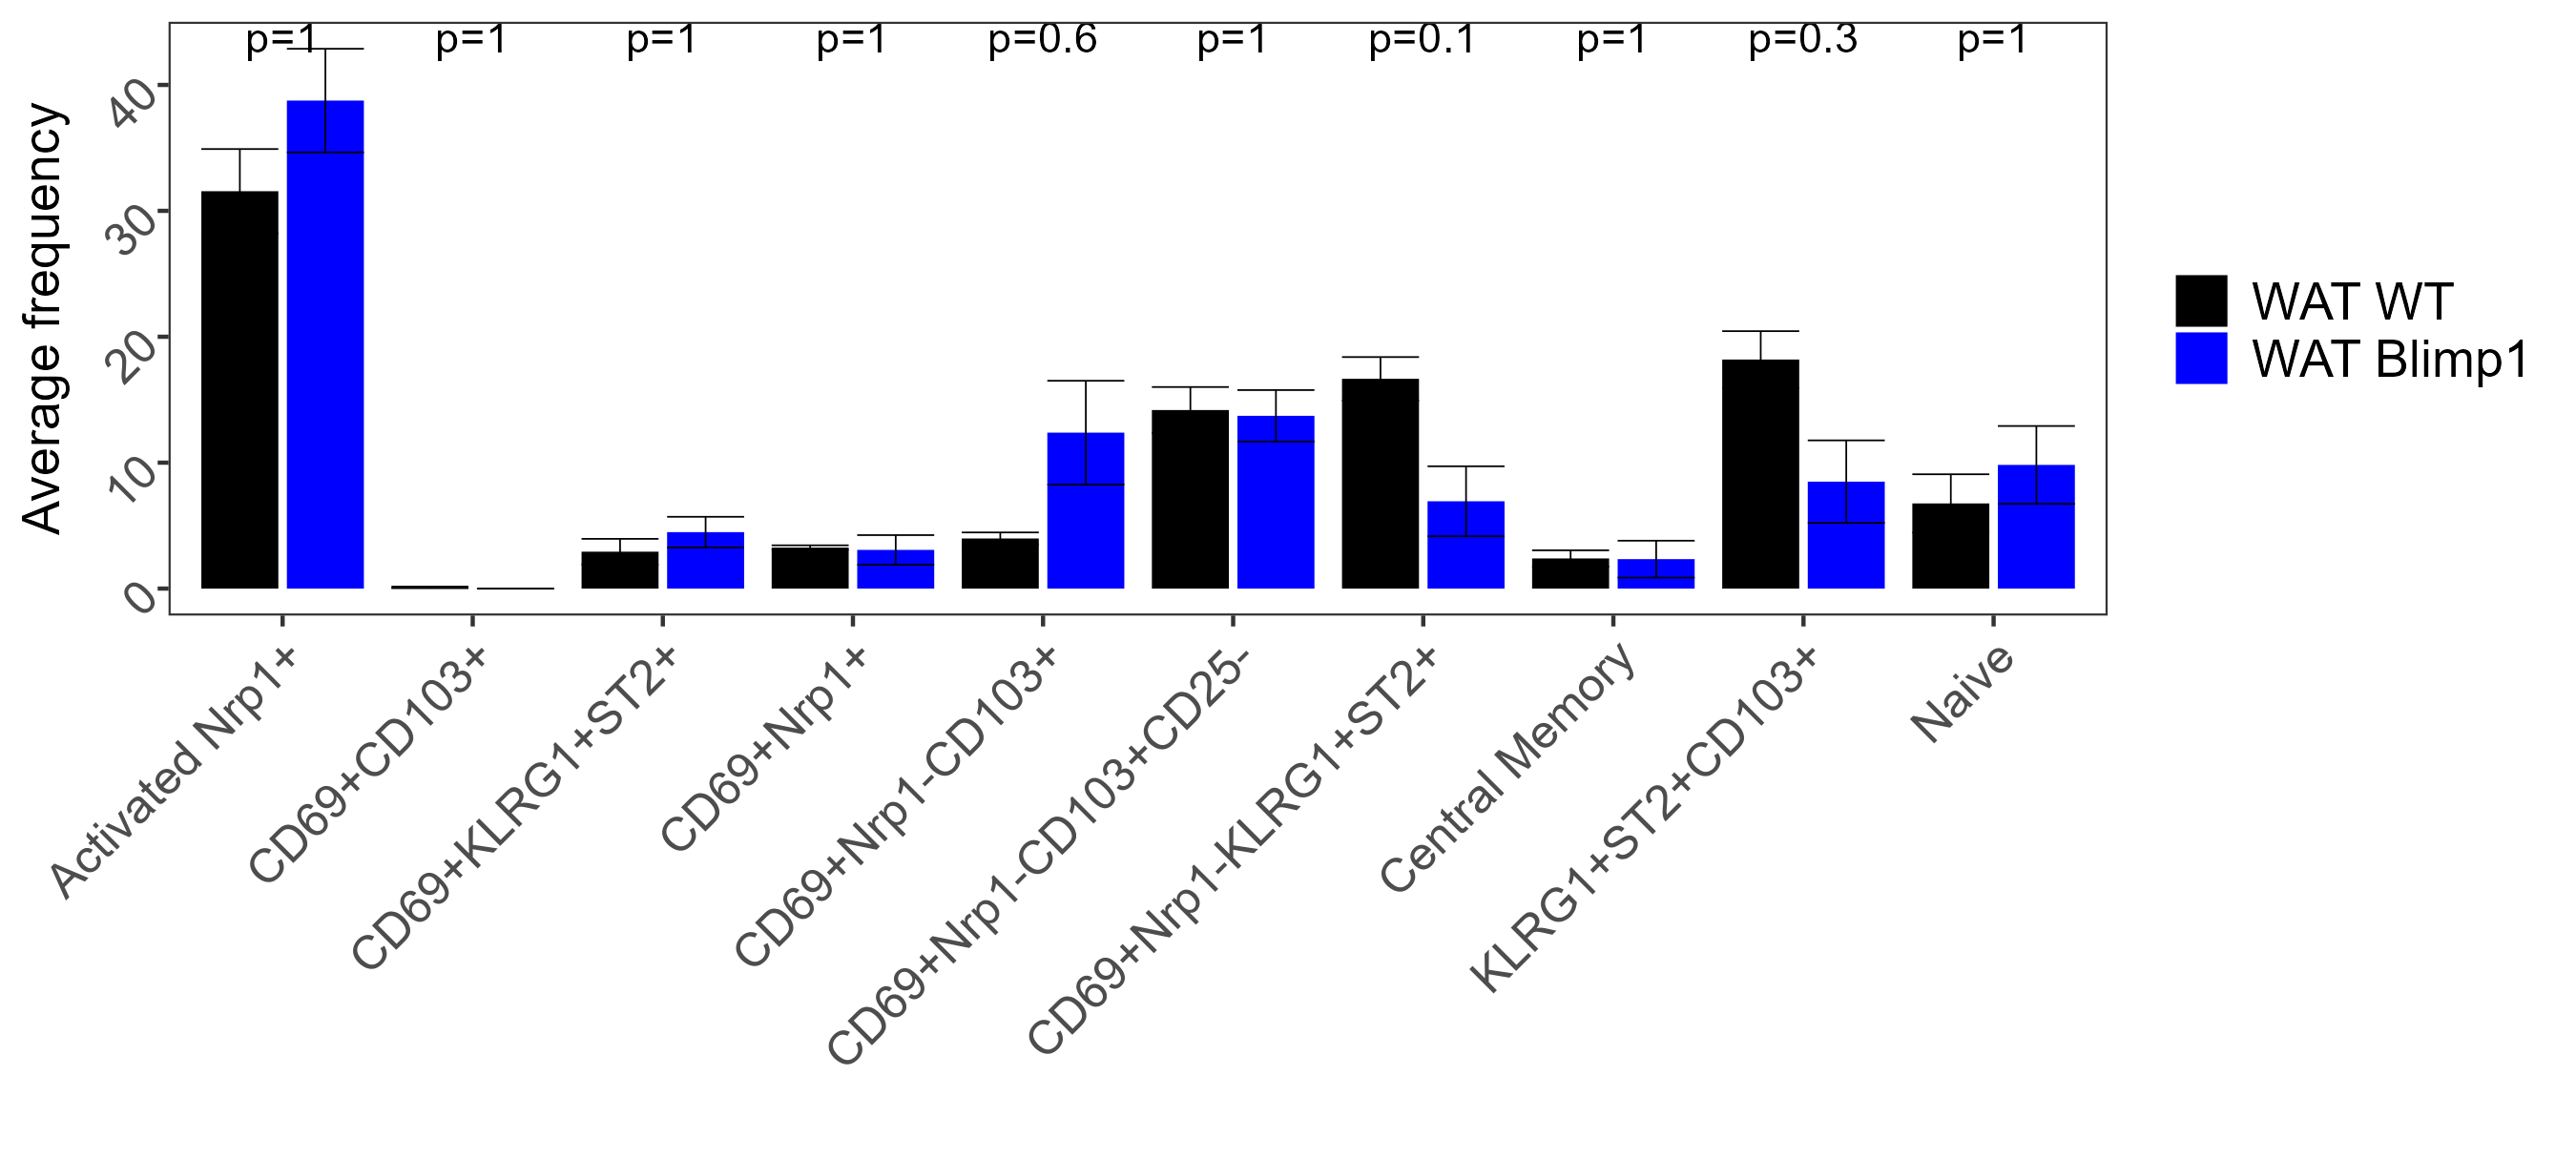 p=1 p=1 p=1 p=1 p=0.6 p=1 p=0.1 p=1 p=0.3 p=1
Average frequency
40
30
20
10
0
WAT WT
WAT Blimp1
Activated Nrp1+
CD69+CD103+
CD69+KLRG1+ST2+
CD69+Nrp1+
CD69+Nrp1-CD103+
CD69+Nrp1-CD103+CD25-
CD69+Nrp1-KLRG1+ST2+
Central Memory
KLRG1+ST2+CD103+
Naive